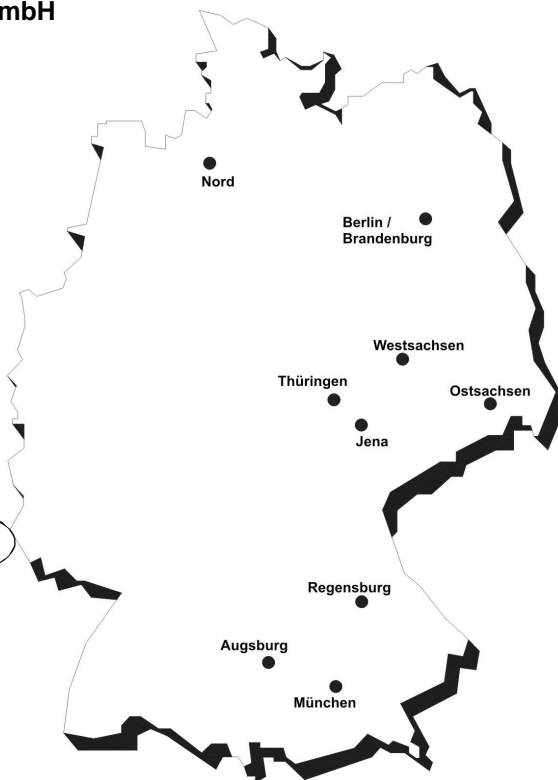 mbH
Nord
Berlin /
Brandenburg
Westsachsen
Thüringen
Ostsachsen
Jena
Regensburg
Augsburg
München